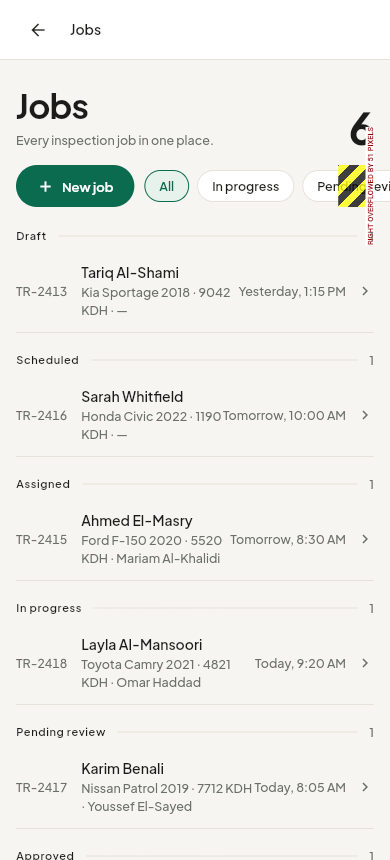 Jobs
Jobs
6
Every inspection job in one place.
RIGHT OVERFLOWED BY 51 PIXELS
+ New job
All
In progress
Pending revi
Draft
Tariq Al-Shami
TR-2413
Kia Sportage 2018 · 9042
Yesterday, 1:15 PM
KDH · —
Scheduled 1
Sarah Whitfield
TR-2416
Honda Civic 2022 · 1190
Tomorrow, 10:00 AM
KDH · —
Assigned 1
Ahmed El-Masry
TR-2415
Ford F-150 2020 · 5520
Tomorrow, 8:30 AM
KDH · Mariam Al-Khalidi
In progress 1
Layla Al-Mansoori
TR-2418
Toyota Camry 2021 · 4821
Today, 9:20 AM
KDH · Omar Haddad
Pending review 1
Karim Benali
TR-2417
Nissan Patrol 2019 · 7712 KDH
Today, 8:05 AM
· Youssef El-Sayed
Approved 1